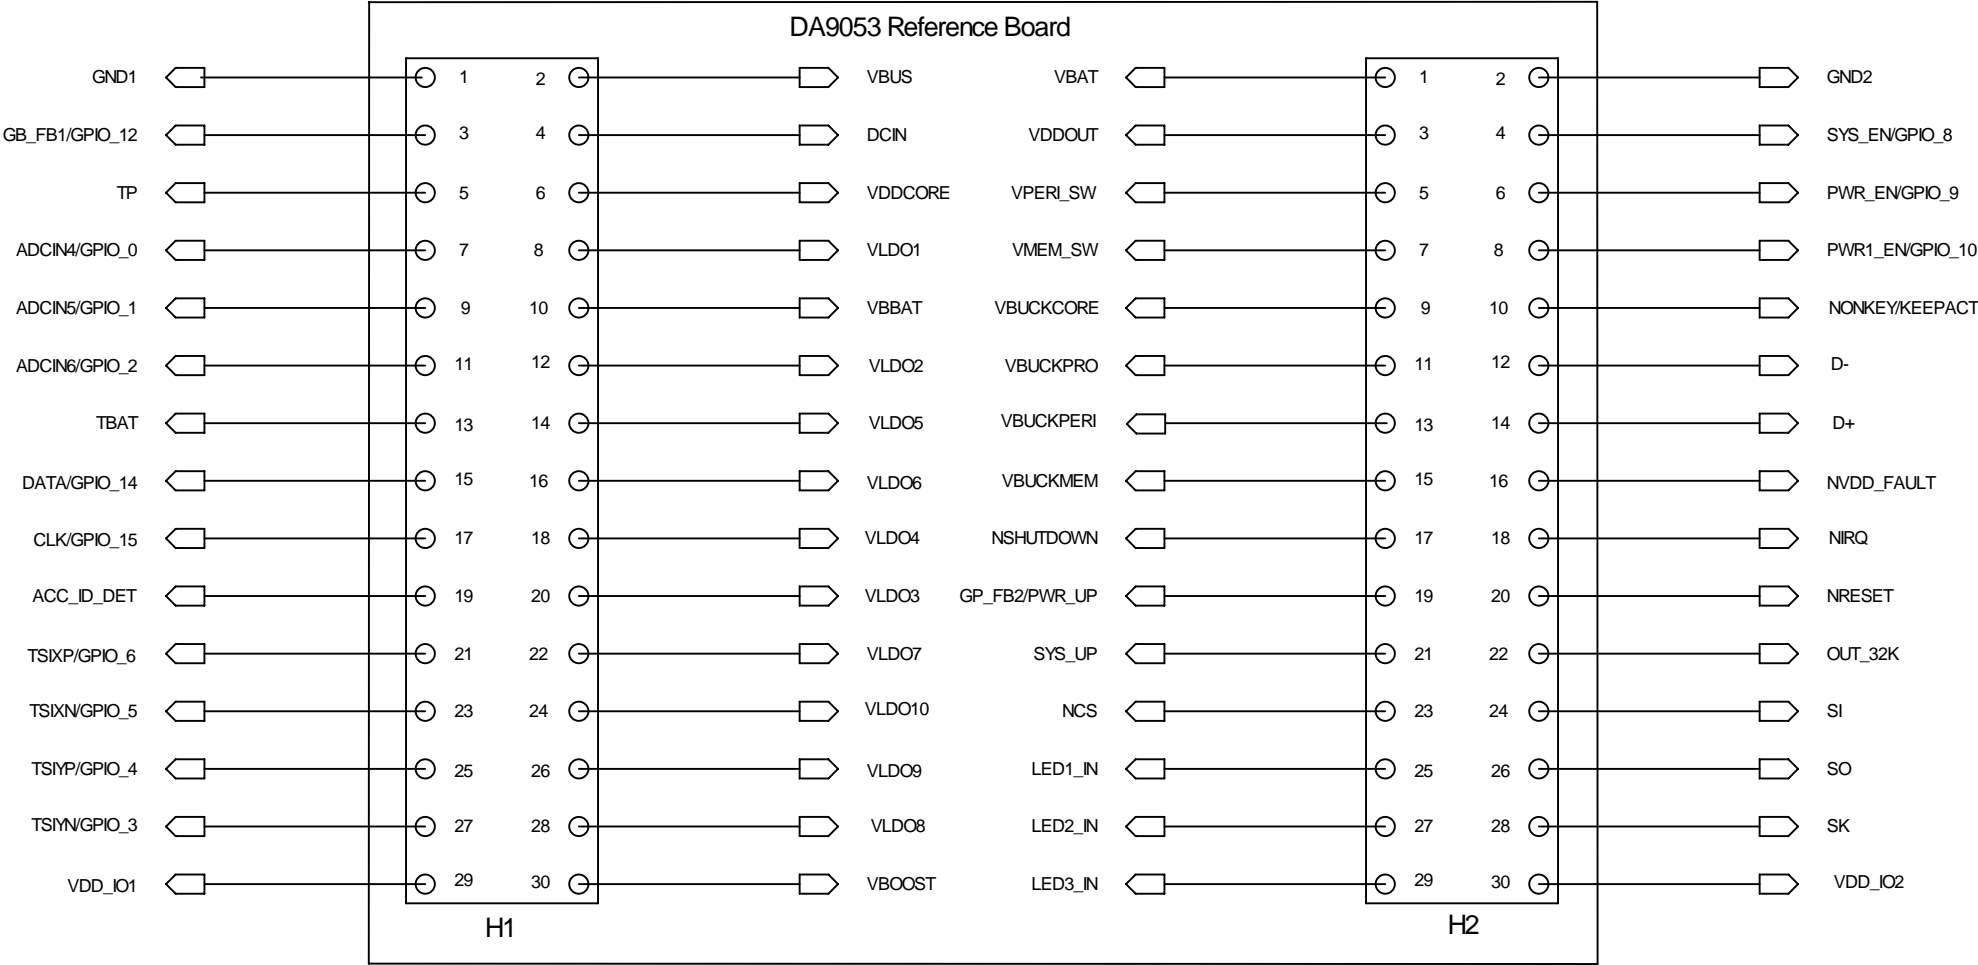 DA9053 Reference Board
GND1 1 2 VBUS VBAT 1 2 GND2
GB_FB1/GPIO_12 3 4 DCIN VDDOUT 3 4 SYS_EN/GPIO_8
TP 5 6 VDDCORE VPERI_SW 5 6 PWR_EN/GPIO_9
ADCIN4/GPIO_0 7 8 VLDO1 VMEM_SW 7 8 PWR1_EN/GPIO_10
ADCIN5/GPIO_1 9 10 VBBAT VBUCKCORE 9 10 NONKEY/KEEPACT
ADCIN6/GPIO_2 11 12 VLDO2 VBUCKPRO 11 12 D-
TBAT 13 14 VLDO5 VBUCKPERI 13 14 D+
DATA/GPIO_14 15 16 VLDO6 VBUCKMEM 15 16 NVDD_FAULT
CLK/GPIO_15 17 18 VLDO4 NSHUTDOWN 17 18 NIRQ
ACC_ID_DET 19 20 VLDO3 GP_FB2/PWR_UP 19 20 NRESET
TSIXP/GPIO_6 21 22 VLDO7 SYS_UP 21 22 OUT_32K
TSIXN/GPIO_5 23 24 VLDO10 NCS 23 24 SI
TSIYP/GPIO_4 25 26 VLDO9 LED1_IN 25 26 SO
TSIYN/GPIO_3 27 28 VLDO8 LED2_IN 27 28 SK
VDD_IO1 29 30 VBOOST LED3_IN 29 30 VDD_IO2
H1 H2